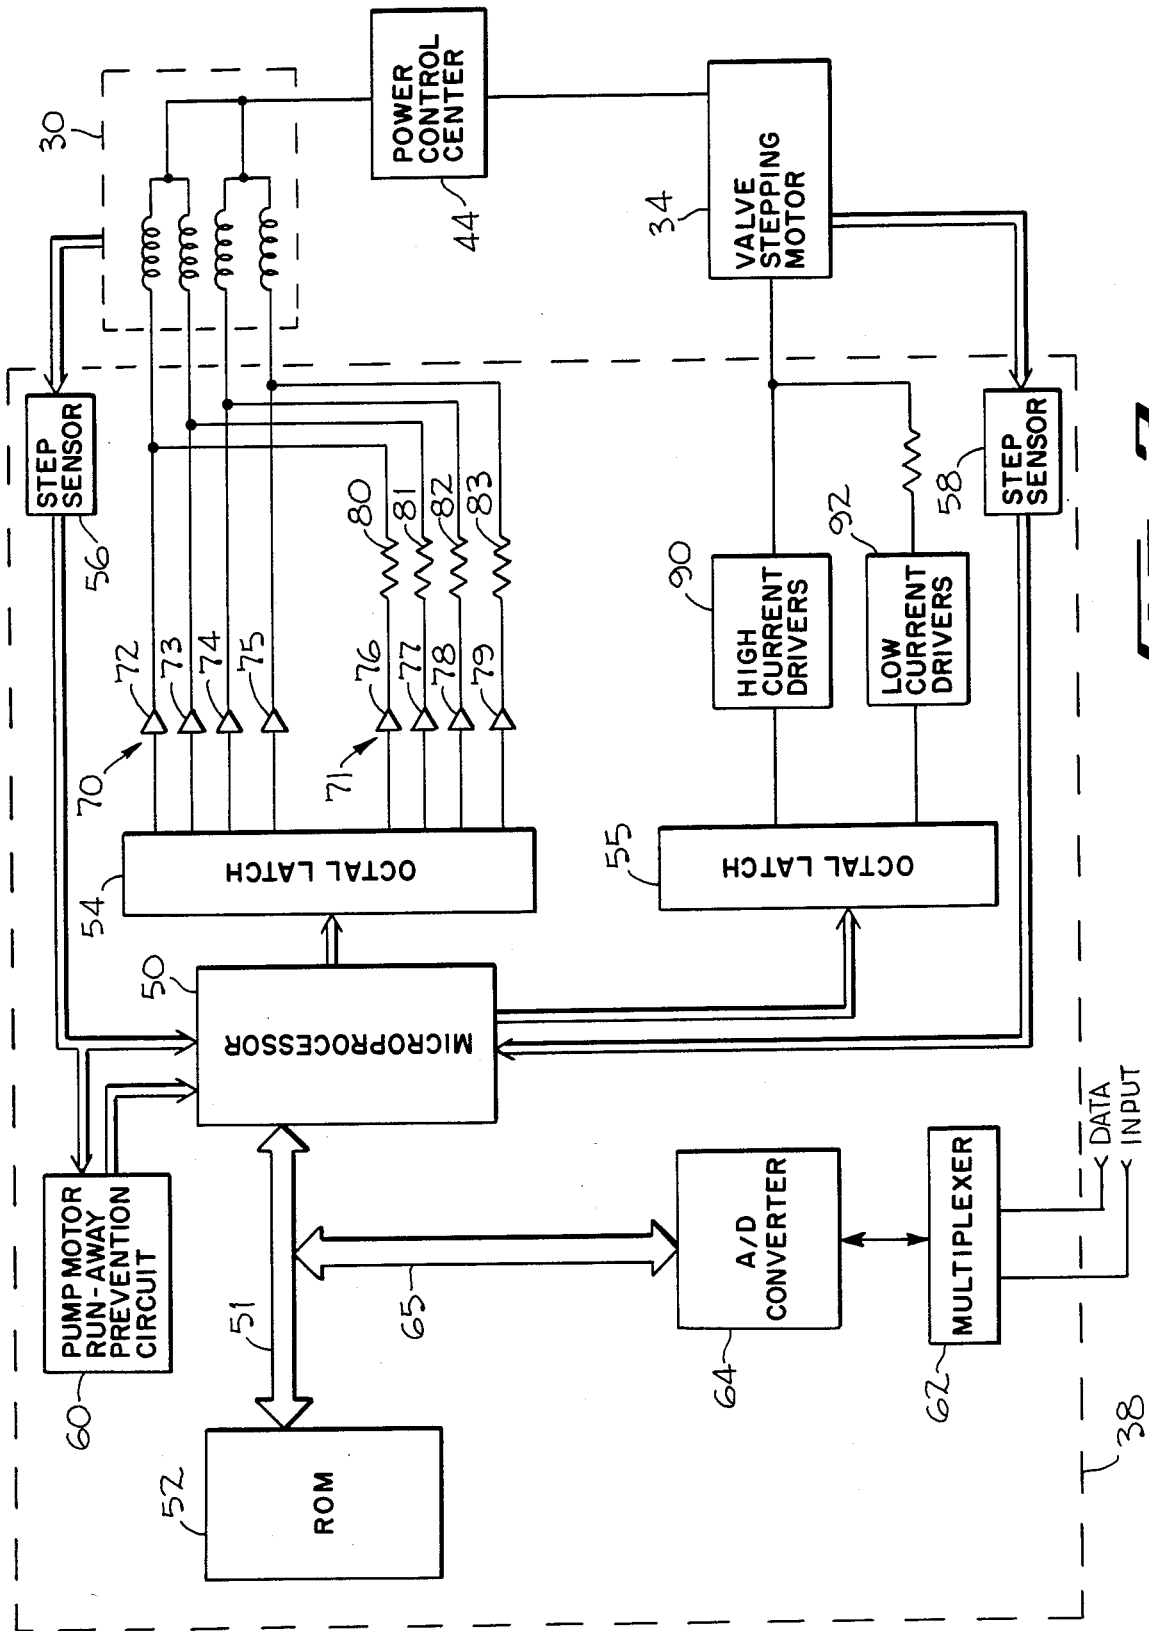 30
POWER
CONTROL
CENTER
44
VALVE
STEPPING
MOTOR
34
STEP
SENSOR
56
72
73
74
75
70
76
77
78
79
71
80
81
82
83
HIGH
CURRENT
DRIVERS
90
LOW
CURRENT
DRIVERS
92
STEP
SENSOR
58
OCTAL LATCH
54
OCTAL LATCH
55
MICROPROCESSOR
50
PUMP MOTOR
RUN-AWAY
PREVENTION
CIRCUIT
60
51
65
ROM
52
A/D
CONVERTER
64
MULTIPLEXER
62
DATA
INPUT
38